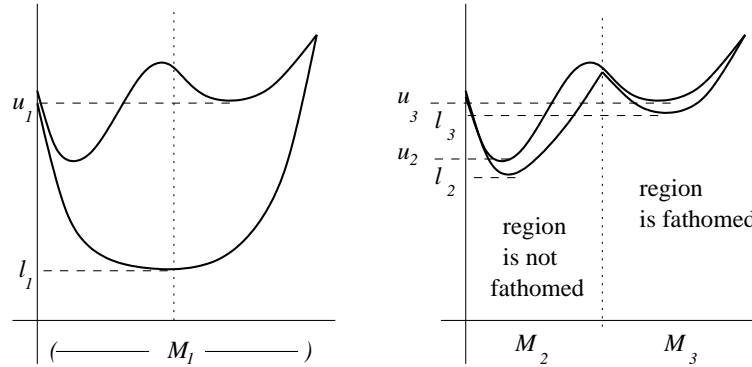 u1
l1
( M1 )
u3
l3
u2
l2
region
is not
fathomed
region
is fathomed
M2
M3